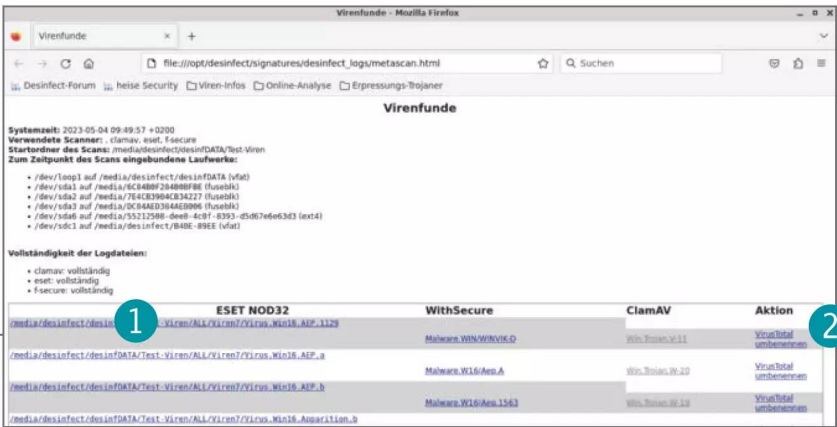 Virenfunde - Mozilla Firefox
Virenfunde × +
file:///opt/desinfect/signatures/desinfect_logs/metascan.html Suchen
Desinfect-Forum heise Security Viren-Infos Online-Analyse Erpressungs-Trojaner
Virenfunde
Systemzeit: 2023-05-04 09:49:57 +0200
Verwendete Scanner: , clamav, eset, f-secure
Startordner des Scans: /media/desinfect/desinfDATA/Test-Viren
Zum Zeitpunkt des Scans eingebundene Laufwerke:
• /dev/loop1 auf /media/desinfect/desinfDATA (vfat)
• /dev/sda1 auf /media/6C84B0F284B0BFBE (fuseblk)
• /dev/sda2 auf /media/7E4CB3904CB34227 (fuseblk)
• /dev/sda3 auf /media/DC84AED384AEB006 (fuseblk)
• /dev/sda6 auf /media/55212508-dee8-4c0f-8393-d5d67e6e63d3 (ext4)
• /dev/sdc1 auf /media/desinfect/B4DE-89EE (vfat)
Vollständigkeit der Logdateien:
• clamav: vollständig
• eset: vollständig
• f-secure: vollständig
ESET NOD32 WithSecure ClamAV Aktion
1 2
/media/desinfect/desin -Viren/ALL/Viren7/Virus.Win16.AEP.1129
Malware.WIN/WINVIK-D Win.Trojan.V-11 VirusTotal
umbenennen
/media/desinfect/desinfDATA/Test-Viren/ALL/Viren7/Virus.Win16.AEP.a
Malware.W16/Aep.A Win.Trojan.W-20 VirusTotal
umbenennen
/media/desinfect/desinfDATA/Test-Viren/ALL/Viren7/Virus.Win16.AEP.b
Malware.W16/Aep.1563 Win.Trojan.W-19 VirusTotal
umbenennen
/media/desinfect/desinfDATA/Test-Viren/ALL/Viren7/Virus.Win16.Apparition.b